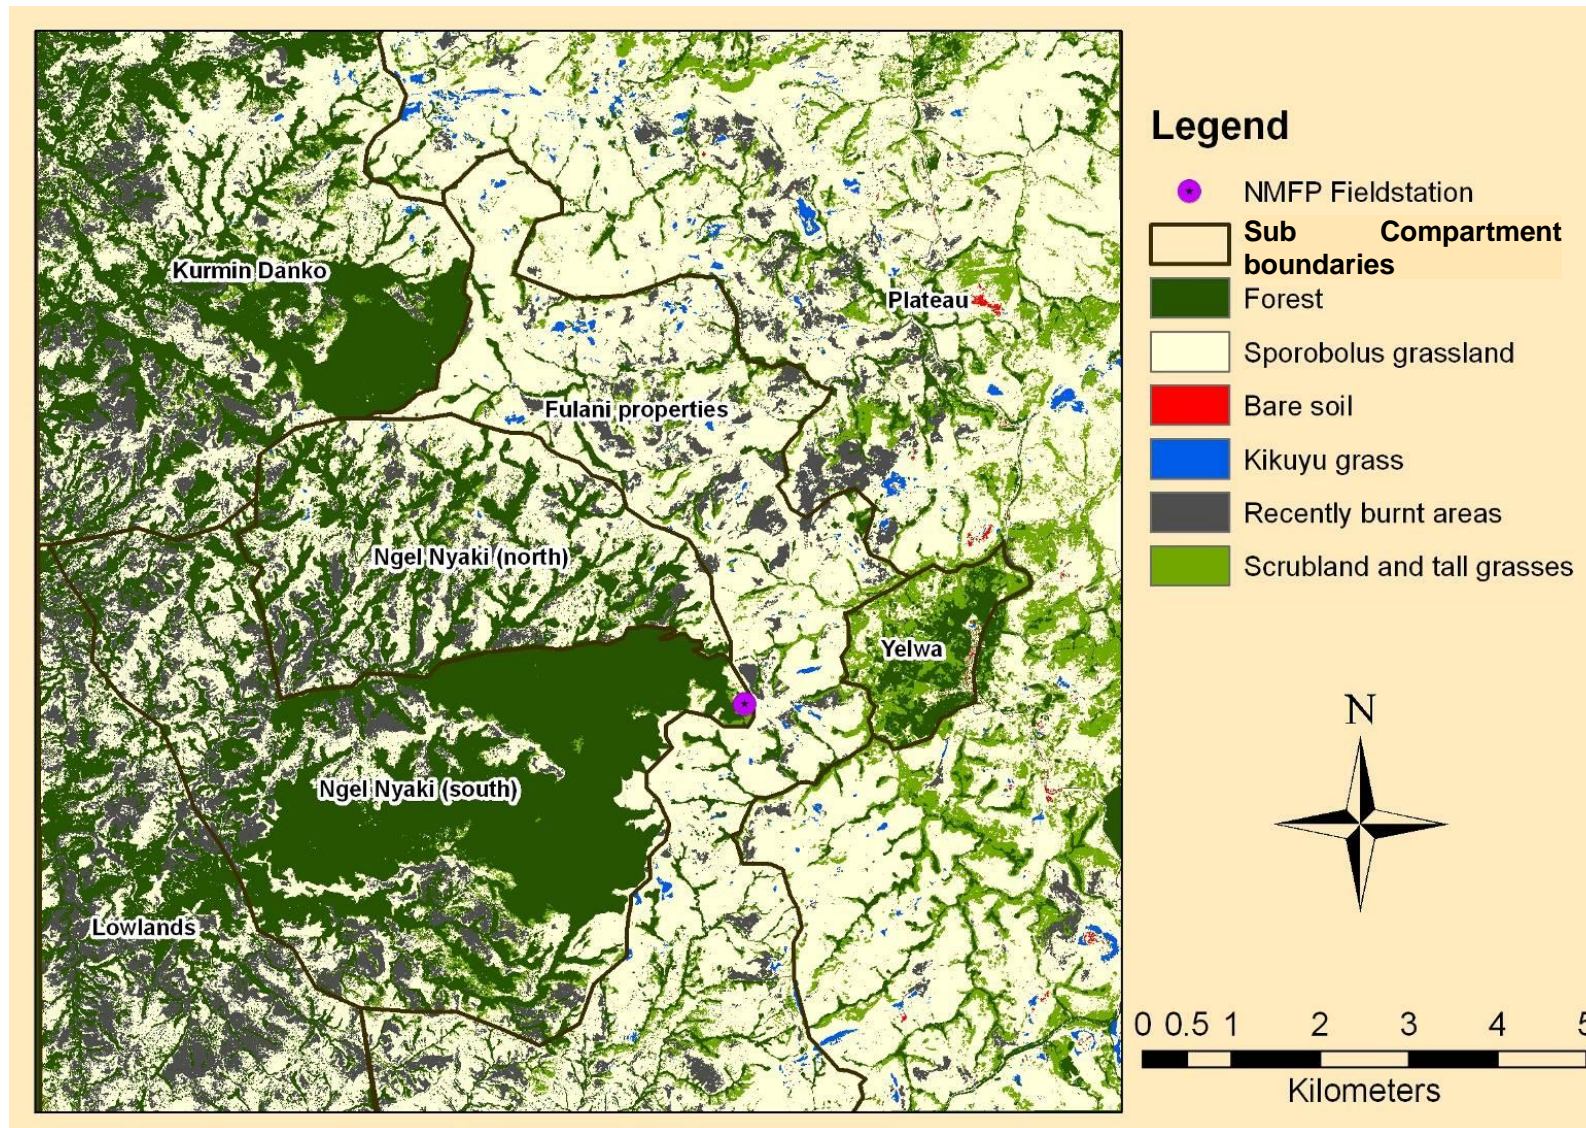 Kurmin Danko
Plateau
Fulani properties
Ngel Nyaki (north)
Yelwa
Ngel Nyaki (south)
Lowlands
Legend
NMFP Fieldstation
Sub Compartment
boundaries
Forest
Sporobolus grassland
Bare soil
Kikuyu grass
Recently burnt areas
Scrubland and tall grasses
N
0 0.5 1 2 3 4 5
Kilometers